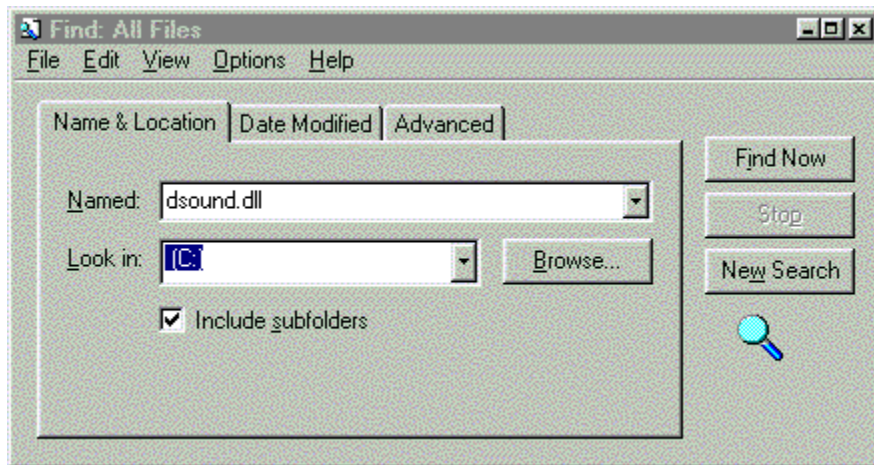 Find: All Files
File Edit View Options Help
Name & Location Date Modified Advanced
Find Now
Named: dsound.dll
Stop
Look in: (C:) Browse...
New Search
Include subfolders